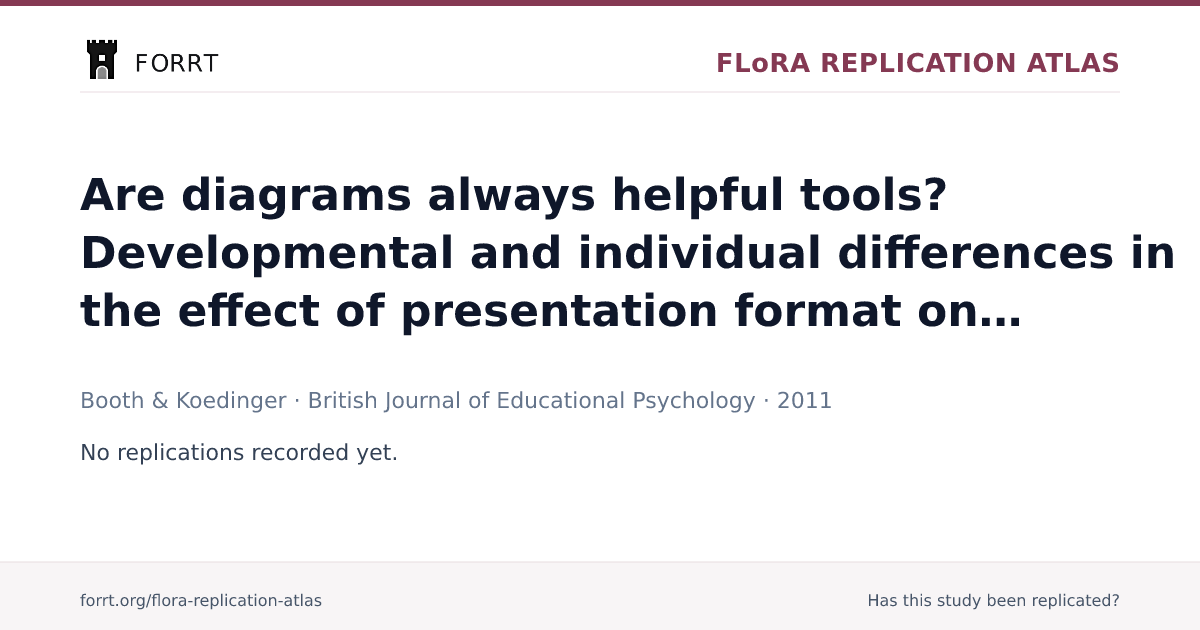 FORRT
FLoRA REPLICATION ATLAS
Are diagrams always helpful tools?
Developmental and individual differences in
the effect of presentation format on…
Booth & Koedinger · British Journal of Educational Psychology · 2011
No replications recorded yet.
forrt.org/flora-replication-atlas
Has this study been replicated?